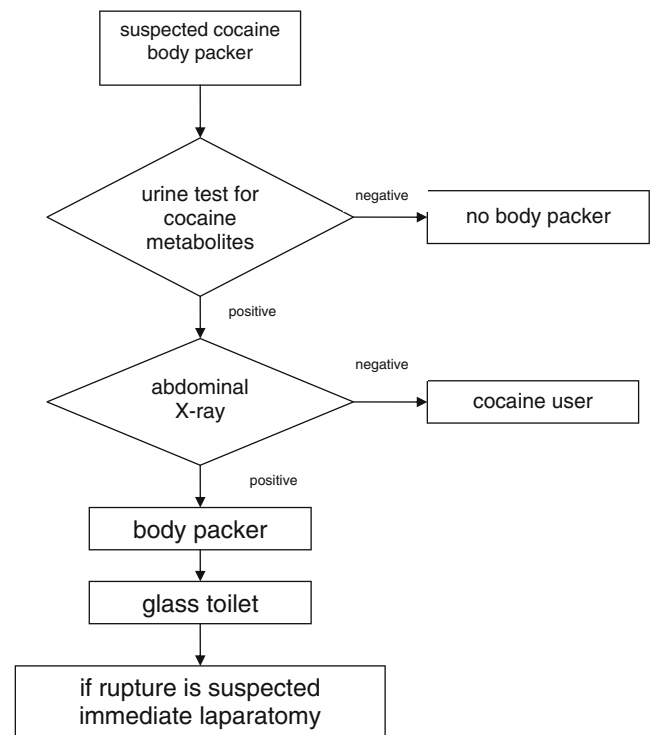 suspected cocaine
body packer
urine test for
cocaine
metabolites
negative
no body packer
positive
abdominal
X-ray
negative
cocaine user
positive
body packer
glass toilet
if rupture is suspected
immediate laparatomy